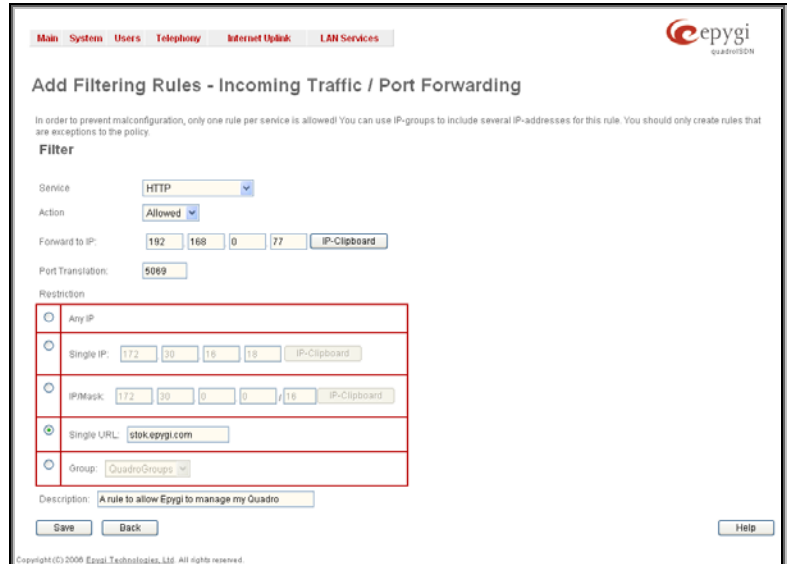 Main System Users Telephony Internet Uplink LAN Services
epygi
quadroISDN
Add Filtering Rules - Incoming Traffic / Port Forwarding
In order to prevent malconfiguration, only one rule per service is allowed! You can use IP-groups to include several IP-addresses for this rule. You should only create rules that
are exceptions to the policy.
Filter
Service HTTP
Action Allowed
Forward to IP: 192 168 0 77 IP-Clipboard
Port Translation: 5069
Restriction
Any IP
Single IP: 172 30 16 18 IP-Clipboard
IP/Mask: 172 30 0 0 / 16 IP-Clipboard
Single URL: stok.epygi.com
Group: QuadroGroups
Description: A rule to allow Epygi to manage my Quadro
Save Back Help
Copyright (C) 2006 Epygi Technologies, Ltd. All rights reserved.